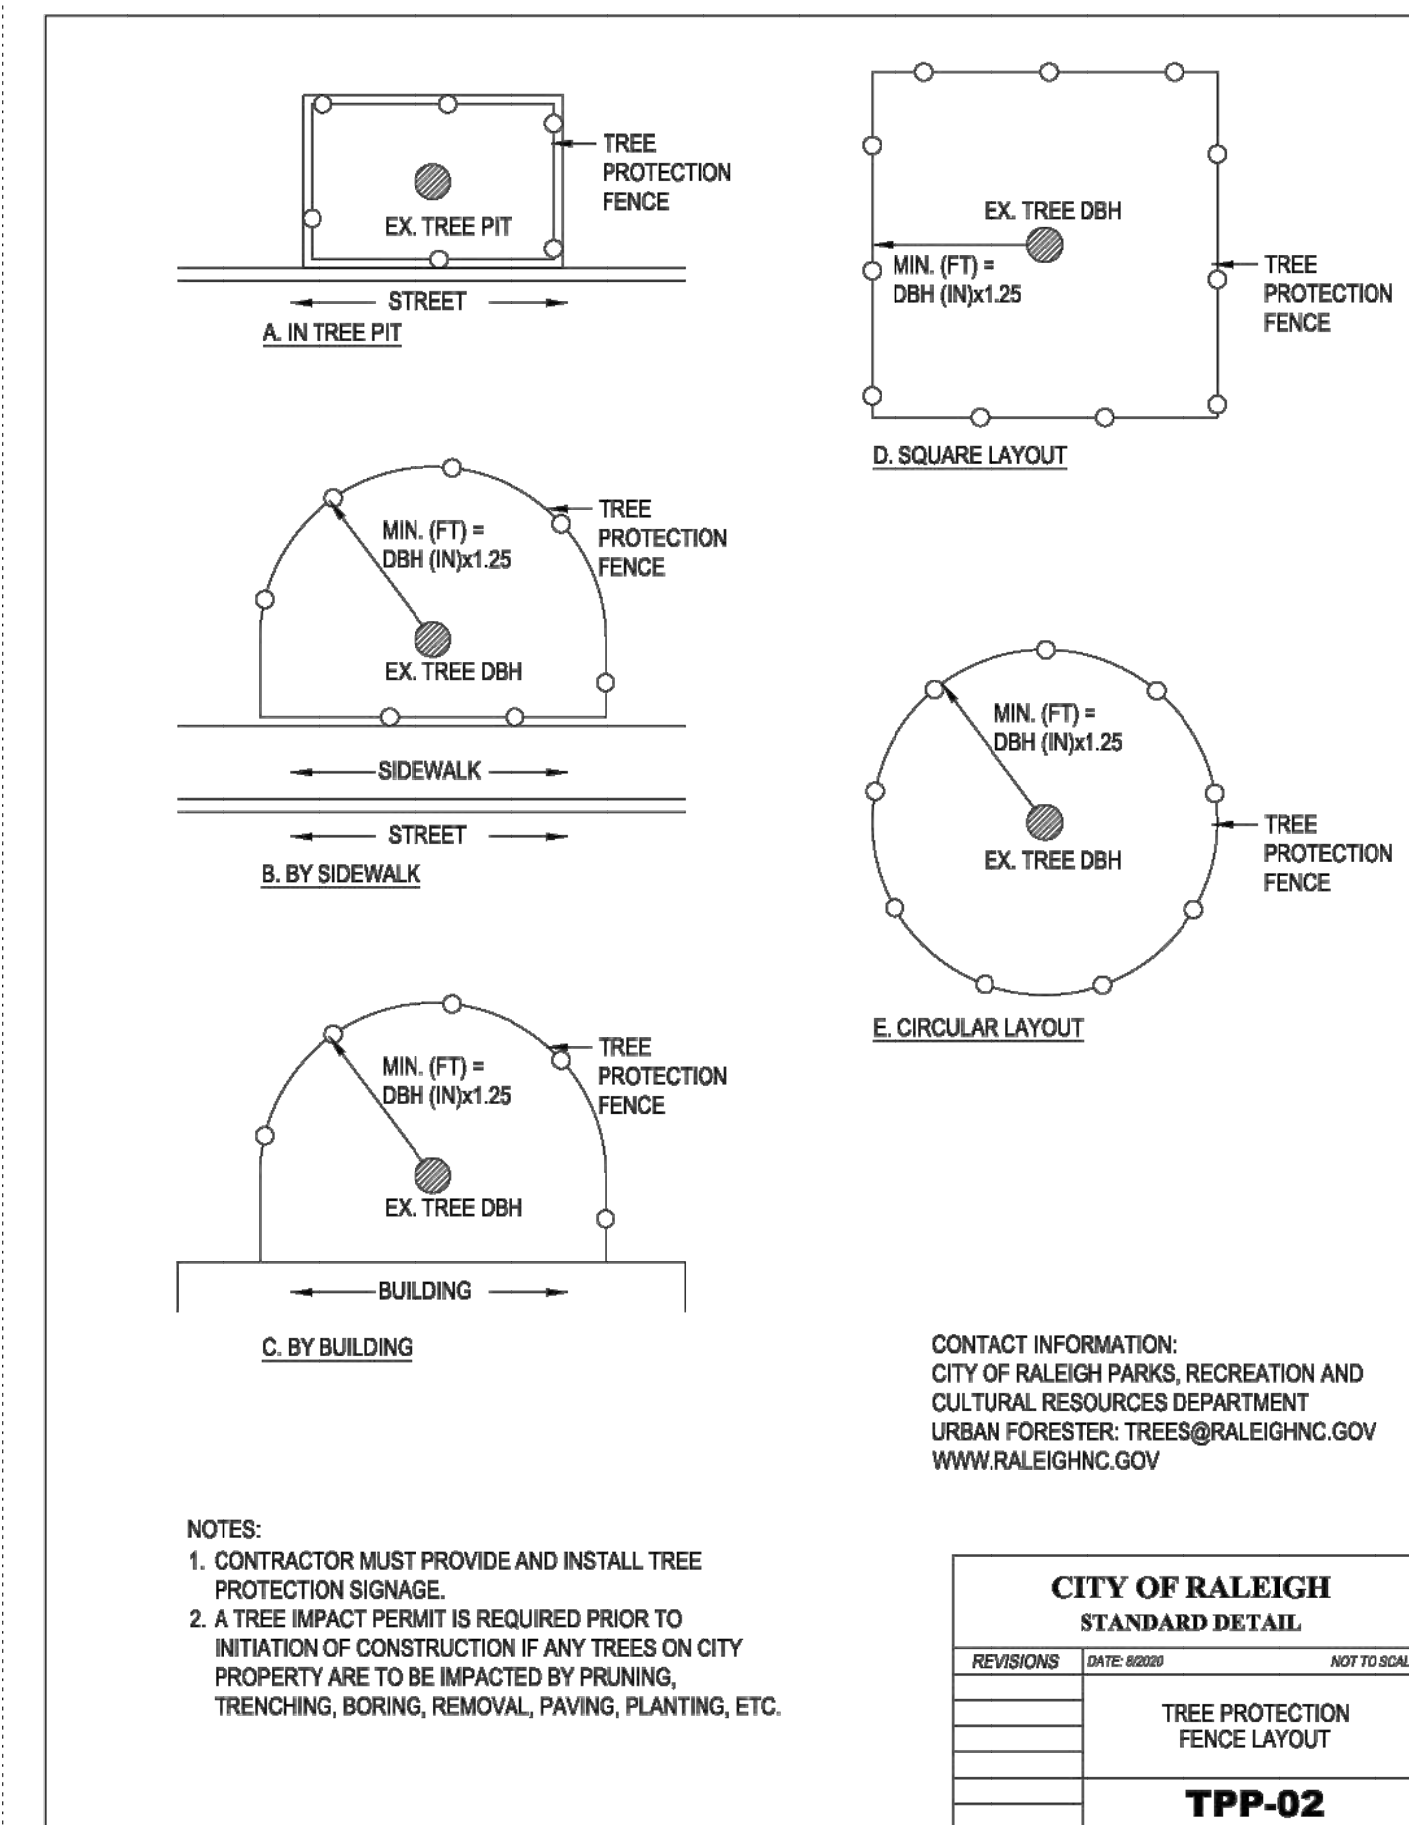 TREE
PROTECTION
FENCE
EX. TREE PIT
STREET
A. IN TREE PIT
EX. TREE DBH
MIN. (FT) =
DBH (IN)x1.25
TREE
PROTECTION
FENCE
D. SQUARE LAYOUT
TREE
PROTECTION
FENCE
MIN. (FT) =
DBH (IN)x1.25
EX. TREE DBH
SIDEWALK
STREET
B. BY SIDEWALK
MIN. (FT) =
DBH (IN)x1.25
EX. TREE DBH
TREE
PROTECTION
FENCE
E. CIRCULAR LAYOUT
TREE
PROTECTION
FENCE
MIN. (FT) =
DBH (IN)x1.25
EX. TREE DBH
BUILDING
C. BY BUILDING
CONTACT INFORMATION:
CITY OF RALEIGH PARKS, RECREATION AND
CULTURAL RESOURCES DEPARTMENT
URBAN FORESTER: TREES@RALEIGHNC.GOV
WWW.RALEIGHNC.GOV
NOTES:
1. CONTRACTOR MUST PROVIDE AND INSTALL TREE
PROTECTION SIGNAGE.
2. A TREE IMPACT PERMIT IS REQUIRED PRIOR TO
INITIATION OF CONSTRUCTION IF ANY TREES ON CITY
PROPERTY ARE TO BE IMPACTED BY PRUNING,
TRENCHING, BORING, REMOVAL, PAVING, PLANTING, ETC.
CITY OF RALEIGH
STANDARD DETAIL
REVISIONS DATE: 8/2020 NOT TO SCAL
TREE PROTECTION
FENCE LAYOUT
TPP-02